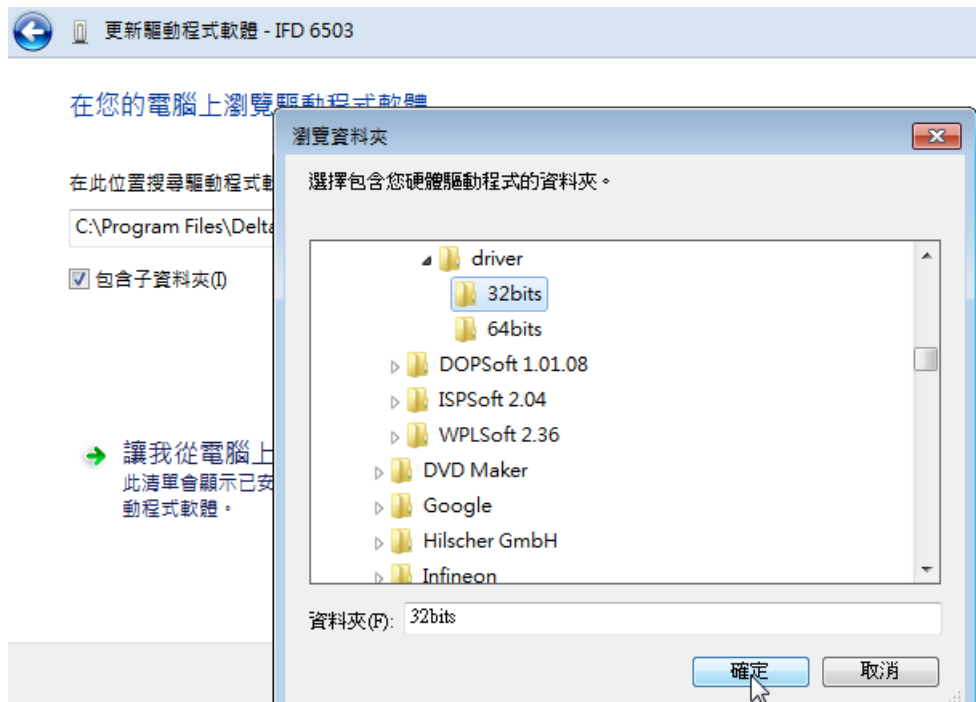 更新驅動程式軟體 - IFD 6503
在您的電腦上瀏覽驅動程式軟體
瀏覽資料夾
選擇包含您硬體驅動程式的資料夾。
在此位置搜尋驅動程式
C:\Program Files\Delta
包含子資料夾(I)
driver
32bits
64bits
DOPSoft 1.01.08
ISPSoft 2.04
WPLSoft 2.36
DVD Maker
Google
Hilscher GmbH
Infineon
讓我從電腦上
此清單會顯示已安
動程式軟體。
資料夾(F):
32bits
確定
取消